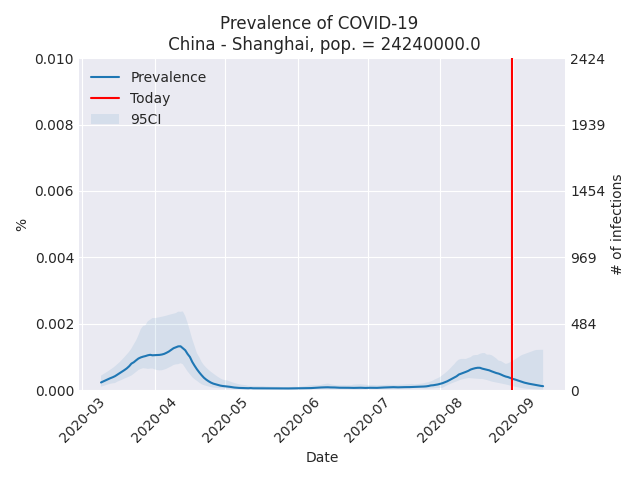 Prevalence of COVID-19
China - Shanghai, pop. = 24240000.0
Prevalence
Today
95CI
0.010
0.008
0.006
0.004
0.002
0.000
%
2424
1939
1454
969
484
0
# of infections
2020-03
2020-04
2020-05
2020-06
2020-07
2020-08
2020-09
Date